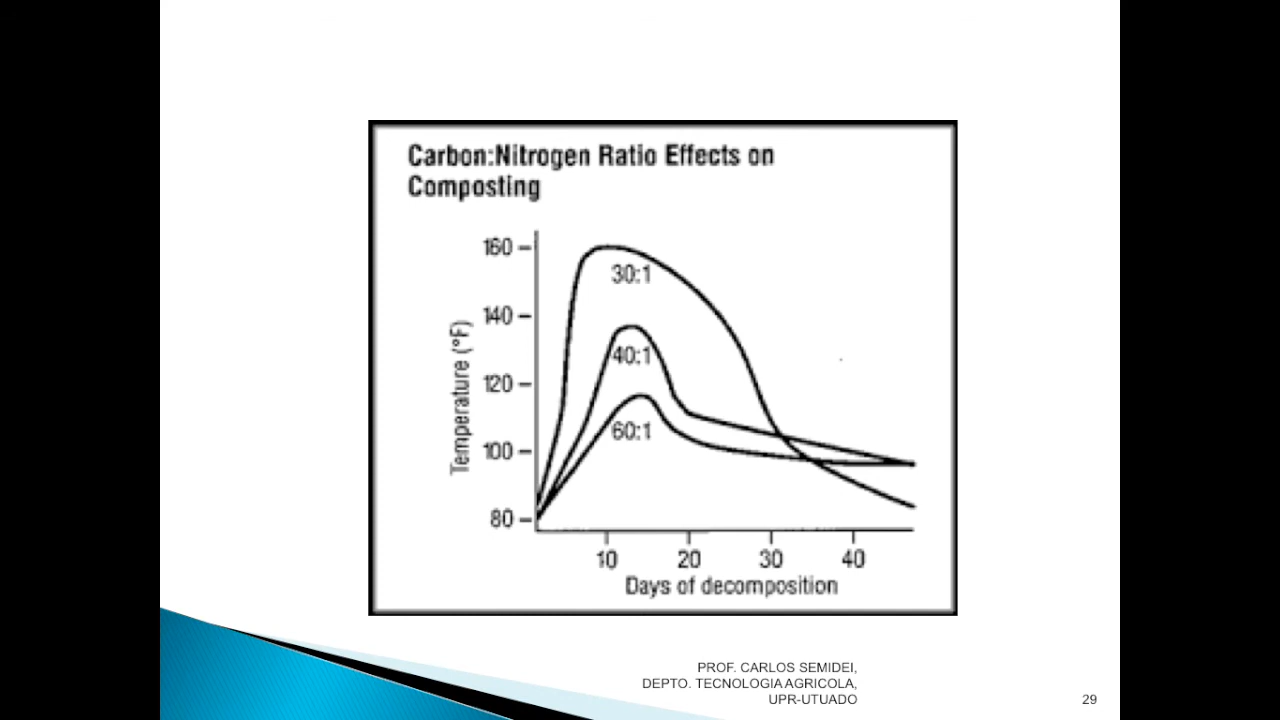 Carbon:Nitrogen Ratio Effects on
Composting
160
140
120
100
80
Temperature (°F)
30:1
40:1
60:1
10 20 30 40
Days of decomposition
PROF. CARLOS SEMIDEI,
DEPTO. TECNOLOGIA AGRICOLA,
UPR-UTUADO
29